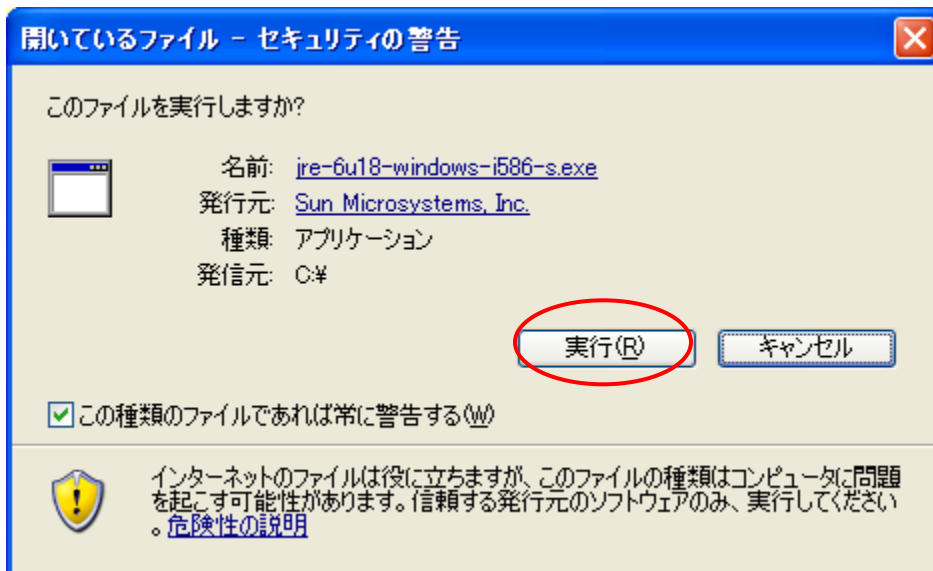 開いているファイル - セキュリティの警告
このファイルを実行しますか?
名前: jre-6u18-windows-i586-s.exe
発行元: Sun Microsystems, Inc.
種類: アプリケーション
発信元: C:¥
実行(R) キャンセル
この種類のファイルであれば常に警告する(W)
インターネットのファイルは役に立ちますが、このファイルの種類はコンピュータに問題
を起こす可能性があります。信頼する発行元のソフトウェアのみ、実行してください
。危険性の説明